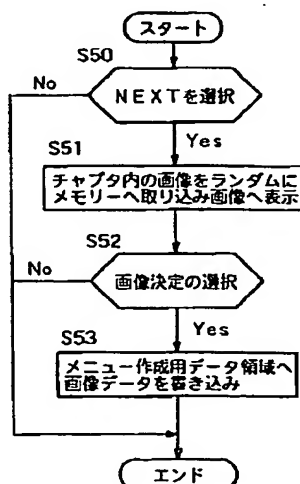 スタート
S50
No
NEXTを選択
Yes
S51
チャプタ内の画像をランダムに
メモリーへ取り込み画像へ表示
S52
No
画像決定の選択
Yes
S53
メニュー作成用データ領域へ
画像データを書き込み
エンド